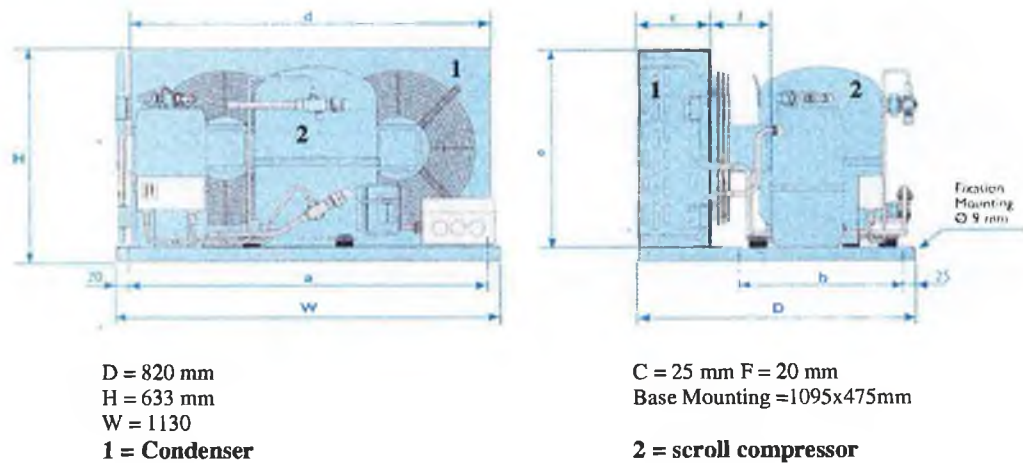 d
c f
1
1 2
2
H
e
Fixation
Mounting
Ø 9 mm
20 a
b 25
W
D
D = 820 mm
H = 633 mm
W = 1130
1 = Condenser
C = 25 mm F = 20 mm
Base Mounting =1095x475mm
2 = scroll compressor